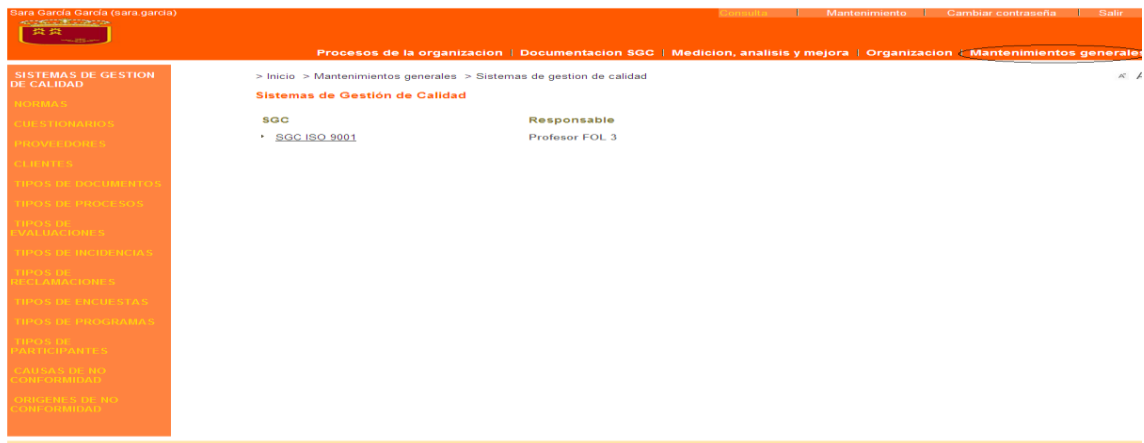 Sara García García (sara.garcia)
Consulta | Mantenimiento | Cambiar contraseña | Salir
Procesos de la organizacion | Documentacion SGC | Medicion, analisis y mejora | Organizacion | Mantenimientos generales
SISTEMAS DE GESTION
DE CALIDAD
NORMAS
CUESTIONARIOS
PROVEEDORES
CLIENTES
TIPOS DE DOCUMENTOS
TIPOS DE PROCESOS
TIPOS DE
EVALUACIONES
TIPOS DE INCIDENCIAS
TIPOS DE
RECLAMACIONES
TIPOS DE ENCUESTAS
TIPOS DE PROGRAMAS
TIPOS DE
PARTICIPANTES
CAUSAS DE NO
CONFORMIDAD
ORIGENES DE NO
CONFORMIDAD
> Inicio > Mantenimientos generales > Sistemas de gestion de calidad
Sistemas de Gestión de Calidad
SGC Responsable
SGC ISO 9001 Profesor FOL 3